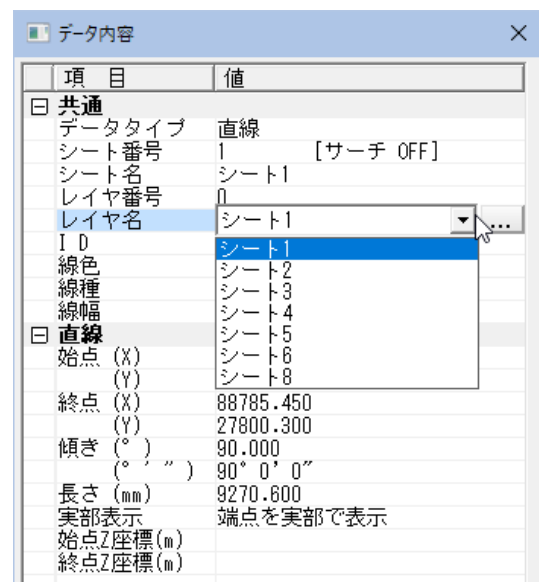 データ内容
項　目　値
共通
データタイプ　直線
シート番号　1　[サーチ OFF]
シート名　シート1
レイヤ番号　0
レイヤ名　シート1　...
ＩＤ　シート1
線色　シート2
線種　シート3
線幅　シート4
直線　シート5
始点 (X)　シート6
(Y)　シート8
終点 (X)　88785.450
(Y)　27800.300
傾き (° )　90.000
(° ′ ″ )　90° 0′ 0″
長さ (mm)　9270.600
実部表示　端点を実部で表示
始点Z座標(m)
終点Z座標(m)